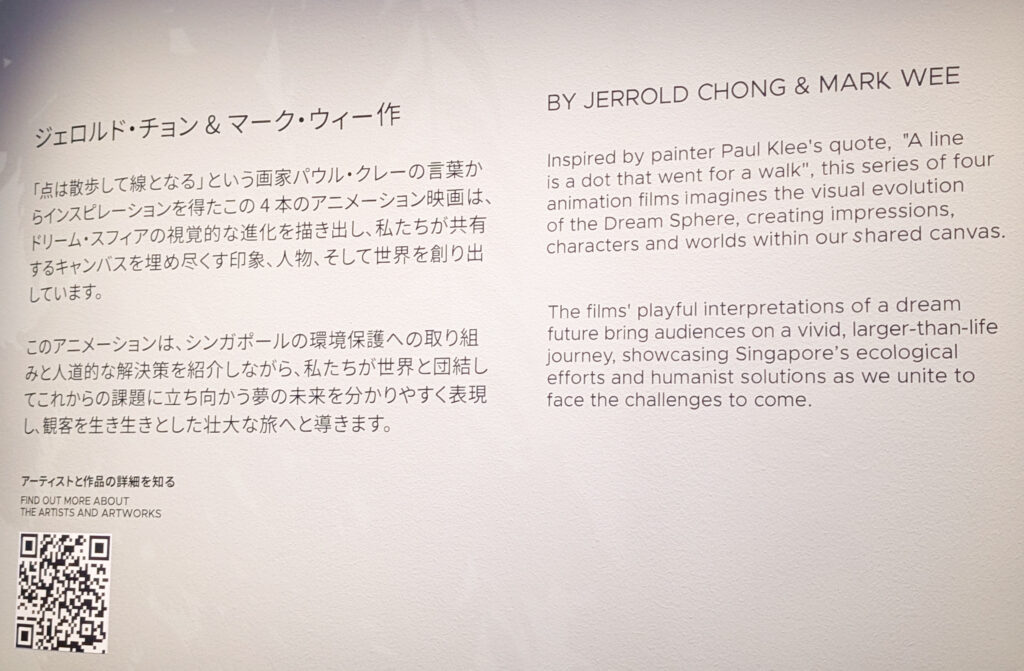 ジェロルド・チョン & マーク・ウィー 作
「点は散歩して線となる」という画家パウル・クレーの言葉か
らインスピレーションを得たこの 4 本のアニメーション映画は、
ドリーム・スフィアの視覚的な進化を描き出し、私たちが共有
するキャンバスを埋め尽くす印象、人物、そして世界を創り出
しています。
このアニメーションは、シンガポールの環境保護への取り組
みと人道的な解決策を紹介しながら、私たちが世界と団結し
てこれからの課題に立ち向かう夢の未来を分かりやすく表現
し、観客を生き生きとした壮大な旅へと導きます。
アーティストと作品の詳細を知る
FIND OUT MORE ABOUT
THE ARTISTS AND ARTWORKS
BY JERROLD CHONG & MARK WEE
Inspired by painter Paul Klee's quote, "A line
is a dot that went for a walk", this series of four
animation films imagines the visual evolution
of the Dream Sphere, creating impressions,
characters and worlds within our shared canvas.
The films' playful interpretations of a dream
future bring audiences on a vivid, larger-than-life
journey, showcasing Singapore's ecological
efforts and humanist solutions as we unite to
face the challenges to come.